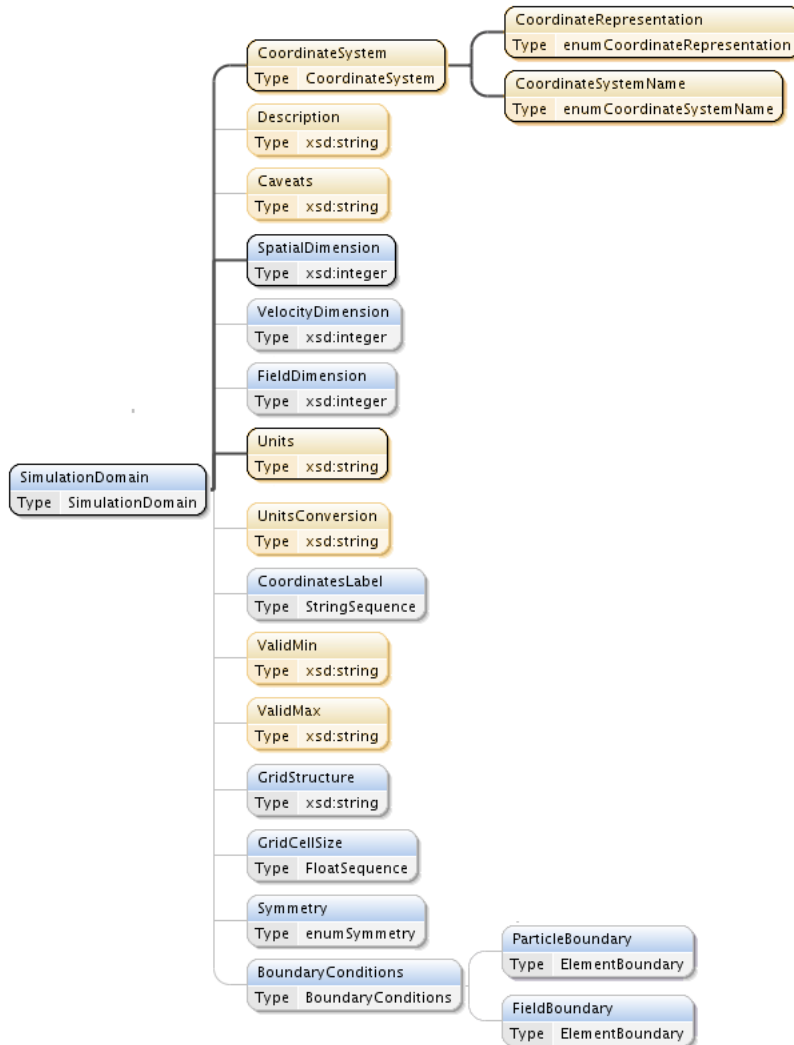 CoordinateRepresentation
Type enumCoordinateRepresentation
CoordinateSystem
Type CoordinateSystem
CoordinateSystemName
Type enumCoordinateSystemName
Description
Type xsd:string
Caveats
Type xsd:string
SpatialDimension
Type xsd:integer
VelocityDimension
Type xsd:integer
FieldDimension
Type xsd:integer
Units
Type xsd:string
SimulationDomain
Type SimulationDomain
UnitsConversion
Type xsd:string
CoordinatesLabel
Type StringSequence
ValidMin
Type xsd:string
ValidMax
Type xsd:string
GridStructure
Type xsd:string
GridCellSize
Type FloatSequence
Symmetry
Type enumSymmetry
ParticleBoundary
Type ElementBoundary
BoundaryConditions
Type BoundaryConditions
FieldBoundary
Type ElementBoundary